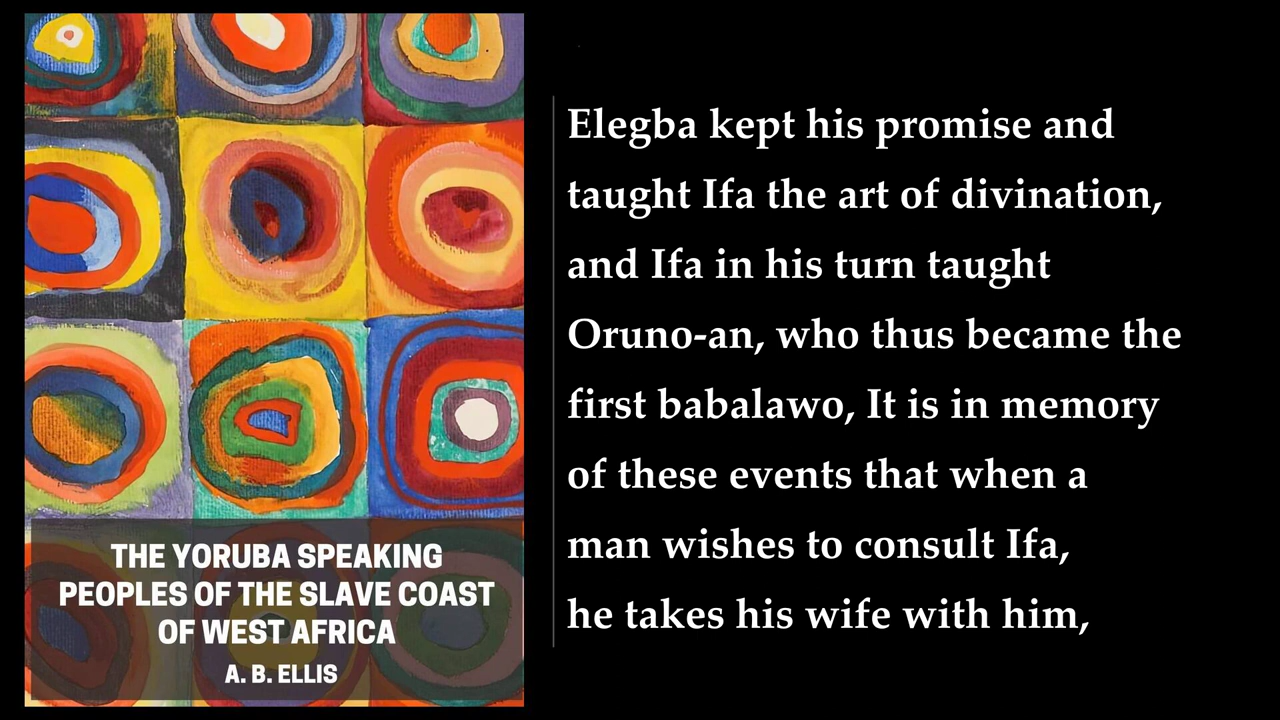 THE YORUBA SPEAKING
PEOPLES OF THE SLAVE COAST
OF WEST AFRICA
A. B. ELLIS
Elegba kept his promise and
taught Ifa the art of divination,
and Ifa in his turn taught
Oruno-an, who thus became the
first babalawo, It is in memory
of these events that when a
man wishes to consult Ifa,
he takes his wife with him,